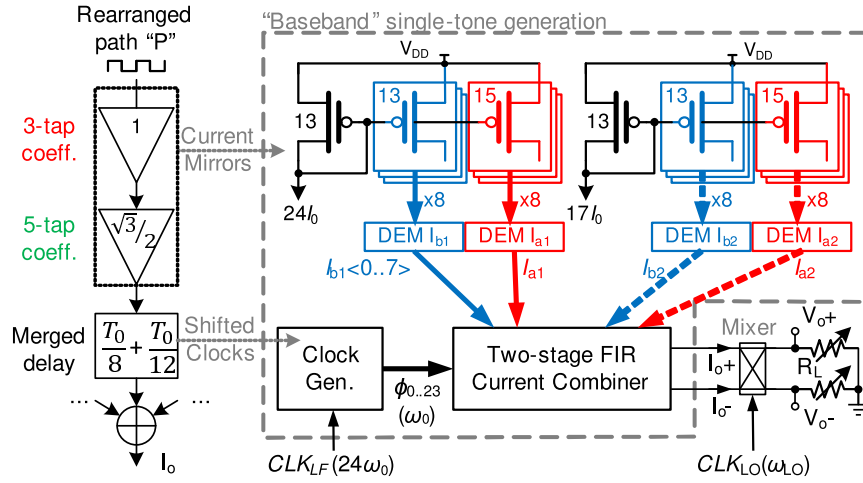 Rearranged
path “P”
“Baseband” single-tone generation
3-tap
coeff.
1
5-tap
coeff.
√3/2
Current
Mirrors
Merged
delay
T0/8 + T0/12
Shifted
Clocks
...
...
Io
VDD
13
13
15
24I0
x8
x8
DEM Ib1
DEM Ia1
Ib1<0..7>
Ia1
VDD
13
13
15
17I0
x8
x8
DEM Ib2
DEM Ia2
Ib2
Ia2
Clock
Gen.
ϕ0..23
(ω0)
Two-stage FIR
Current Combiner
CLKLF(24ω0)
Mixer
Io+
Io-
Vo+
RL
Vo-
CLKLO(ωLO)